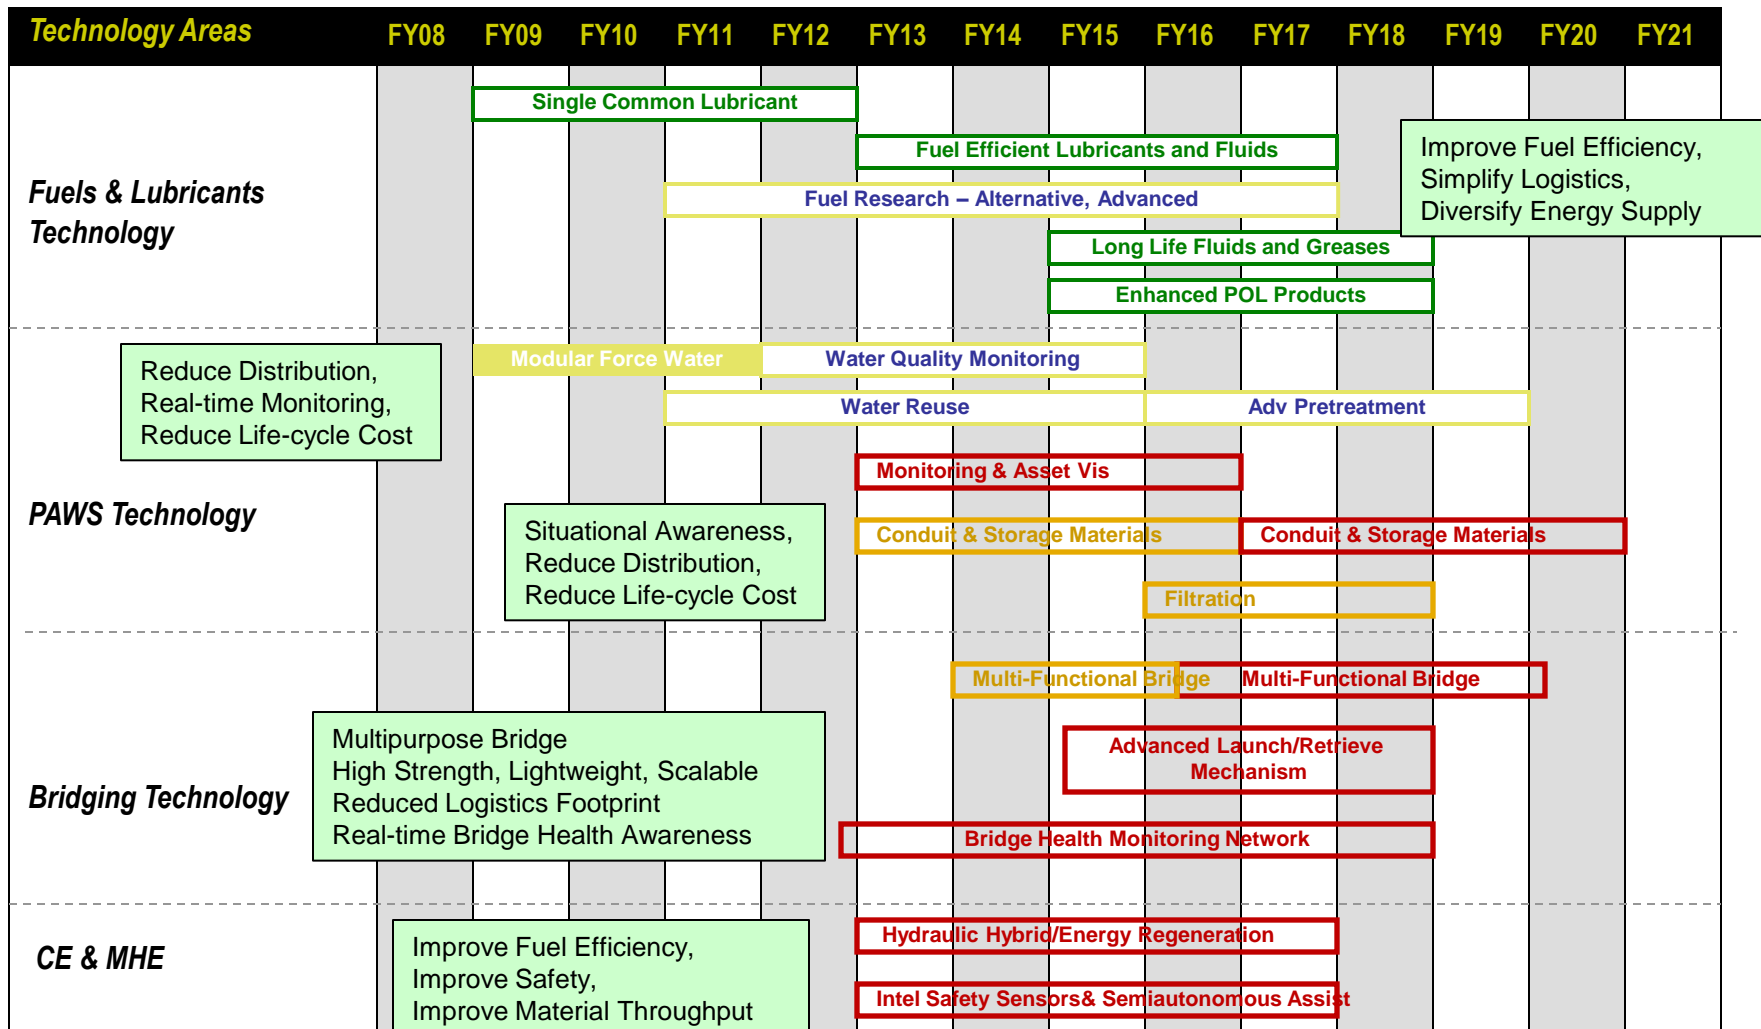 Technology Areas FY08 FY09 FY10 FY11 FY12 FY13 FY14 FY15 FY16 FY17 FY18 FY19 FY20 FY21
Single Common Lubricant
Fuel Efficient Lubricants and Fluids
Improve Fuel Efficiency,
Simplify Logistics,
Diversify Energy Supply
Fuels & Lubricants
Technology
Fuel Research – Alternative, Advanced
Long Life Fluids and Greases
Enhanced POL Products
Modular Force Water
Water Quality Monitoring
Reduce Distribution,
Real-time Monitoring,
Reduce Life-cycle Cost
Water Reuse
Adv Pretreatment
Monitoring & Asset Vis
PAWS Technology
Situational Awareness,
Reduce Distribution,
Reduce Life-cycle Cost
Conduit & Storage Materials
Conduit & Storage Materials
Filtration
Multi-Functional Bridge
Multi-Functional Bridge
Multipurpose Bridge
High Strength, Lightweight, Scalable
Reduced Logistics Footprint
Real-time Bridge Health Awareness
Advanced Launch/Retrieve
Mechanism
Bridging Technology
Bridge Health Monitoring Network
Hydraulic Hybrid/Energy Regeneration
CE & MHE
Improve Fuel Efficiency,
Improve Safety,
Improve Material Throughput
Intel Safety Sensors& Semiautonomous Assist